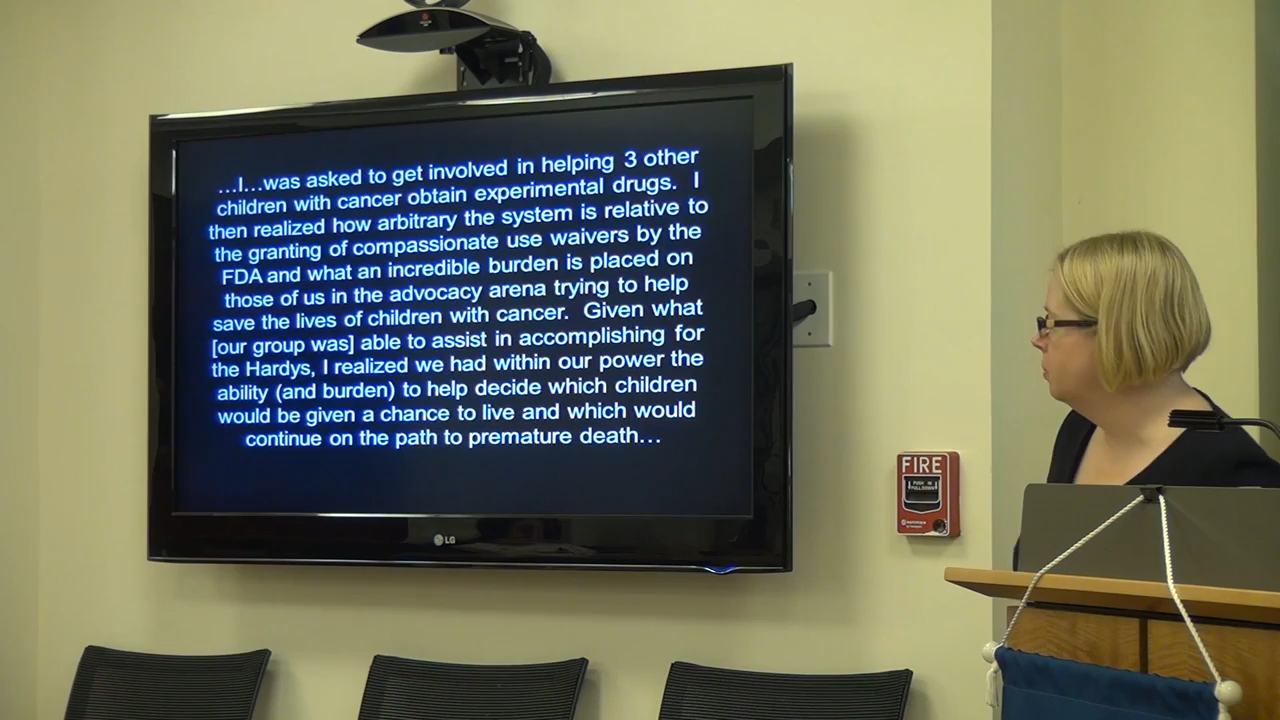 …I…was asked to get involved in helping 3 other
children with cancer obtain experimental drugs.  I
then realized how arbitrary the system is relative to
the granting of compassionate use waivers by the
FDA and what an incredible burden is placed on
those of us in the advocacy arena trying to help
save the lives of children with cancer.  Given what
[our group was] able to assist in accomplishing for
the Hardys, I realized we had within our power the
ability (and burden) to help decide which children
would be given a chance to live and which would
continue on the path to premature death…
LG
FIRE
PUSH IN
PULL DOWN